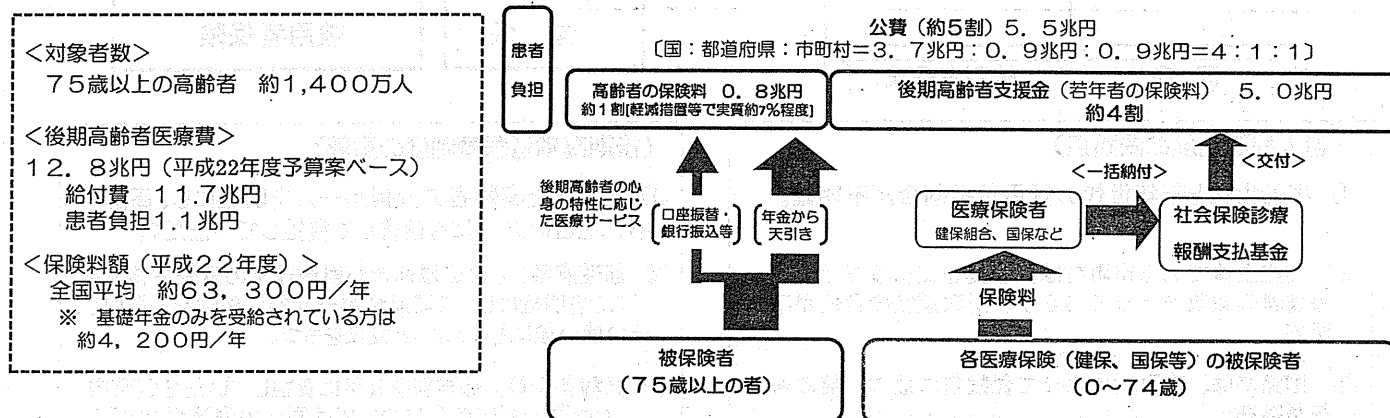 <対象者数>
75歳以上の高齢者 約1,400万人
<後期高齢者医療費>
12.8兆円(平成22年度予算案ベース)
給付費 11.7兆円
患者負担1.1兆円
<保険料額(平成22年度)>
全国平均 約63,300円/年
※ 基礎年金のみを受給されている方は
約4,200円/年
患者
負担
公費(約5割)5.5兆円
〔国:都道府県:市町村=3.7兆円:0.9兆円:0.9兆円=4:1:1〕
高齢者の保険料 0.8兆円
約1割[軽減措置等で実質約7%程度]
後期高齢者支援金(若年者の保険料) 5.0兆円
約4割
後期高齢者の心
身の特性に応じ
た医療サービス
口座振替・
銀行振込等
年金から
天引き
<一括納付>
<交付>
医療保険者
健保組合、国保など
社会保険診療
報酬支払基金
保険料
被保険者
(75歳以上の者)
各医療保険(健保、国保等)の被保険者
(0~74歳)